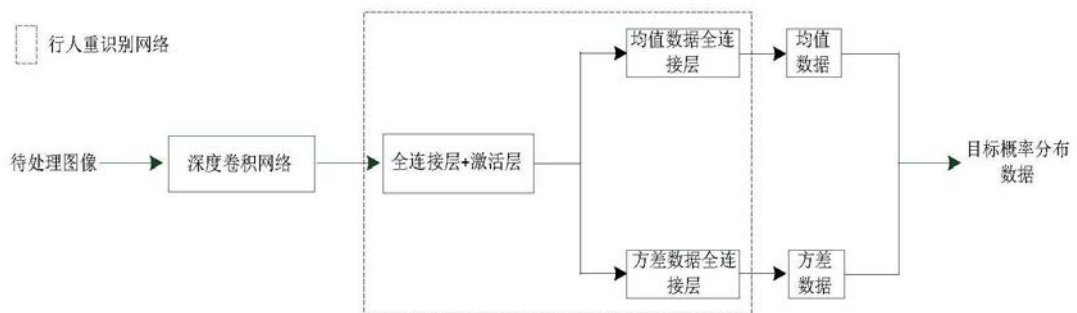 行人重识别网络
待处理图像
深度卷积网络
全连接层+激活层
均值数据全连
接层
均值
数据
方差数据全连
接层
方差
数据
目标概率分布
数据